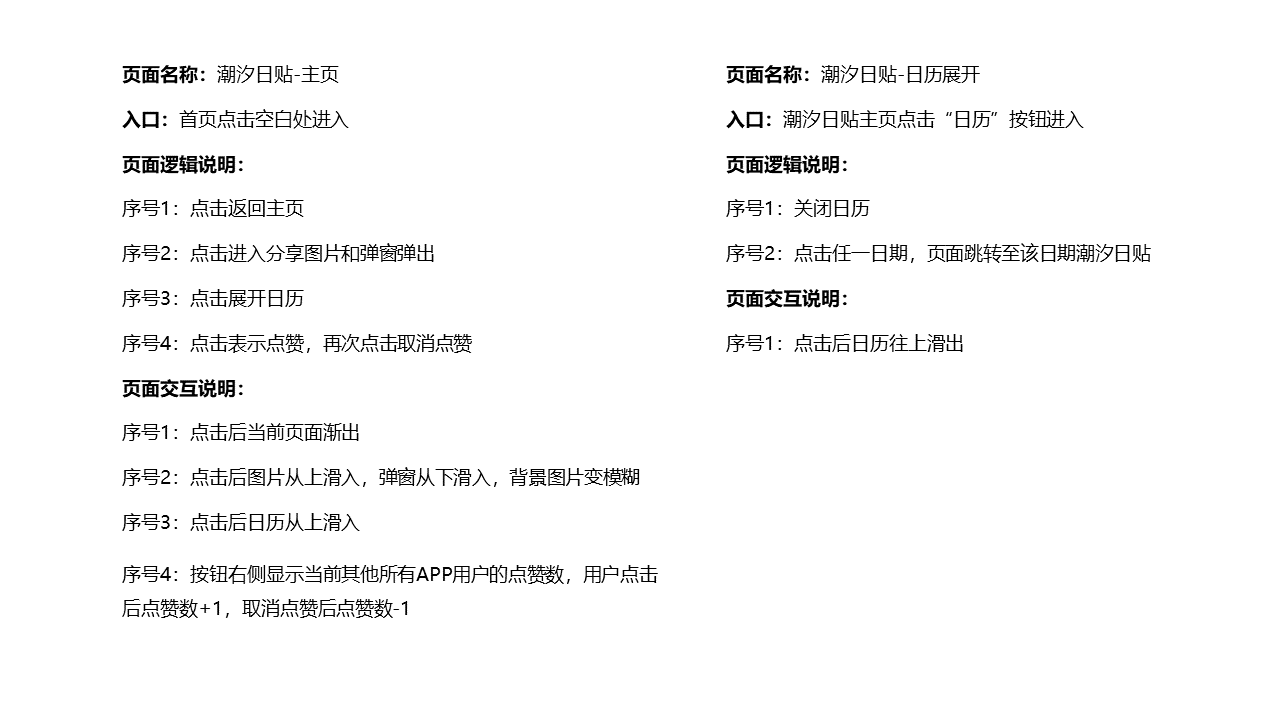 页面名称：潮汐日贴-主页
入口：首页点击空白处进入
页面逻辑说明：
序号1：点击返回主页
序号2：点击进入分享图片和弹窗弹出
序号3：点击展开日历
序号4：点击表示点赞，再次点击取消点赞
页面交互说明：
序号1：点击后当前页面渐出
序号2：点击后图片从上滑入，弹窗从下滑入，背景图片变模糊
序号3：点击后日历从上滑入
序号4：按钮右侧显示当前其他所有APP用户的点赞数，用户点击
后点赞数+1，取消点赞后点赞数-1
页面名称：潮汐日贴-日历展开
入口：潮汐日贴主页点击“日历”按钮进入
页面逻辑说明：
序号1：关闭日历
序号2：点击任一日期，页面跳转至该日期潮汐日贴
页面交互说明：
序号1：点击后日历往上滑出